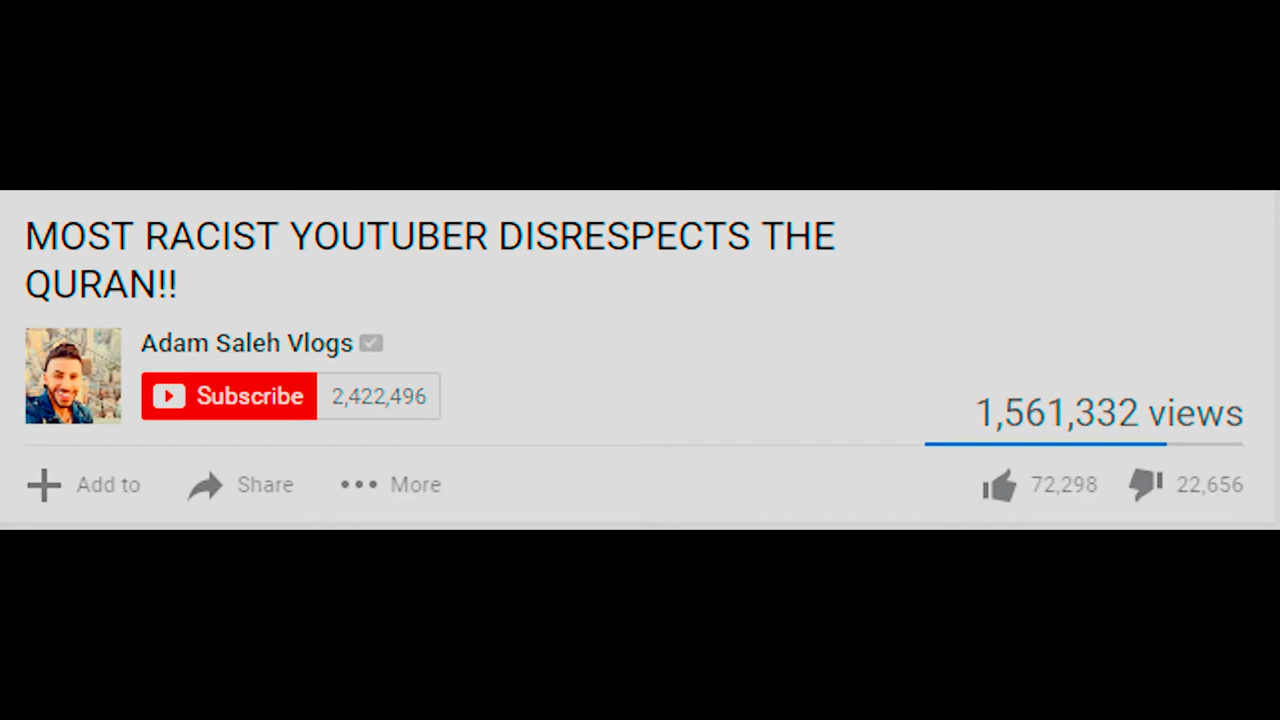 MOST RACIST YOUTUBER DISRESPECTS THE
QURAN!!
Adam Saleh Vlogs
Subscribe 2,422,496
1,561,332 views
Add to Share More 72,298 22,656